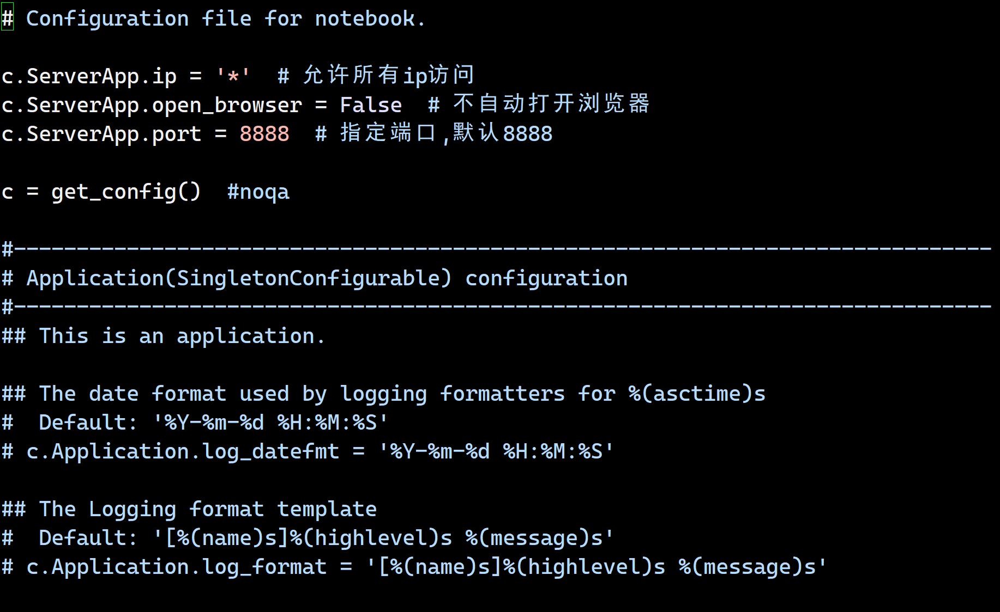 # Configuration file for notebook.
c.ServerApp.ip = '*'  # 允许所有ip访问
c.ServerApp.open_browser = False  # 不自动打开浏览器
c.ServerApp.port = 8888  # 指定端口,默认8888
c = get_config()  #noqa
#------------------------------------------------------------------------------
# Application(SingletonConfigurable) configuration
#------------------------------------------------------------------------------
## This is an application.
## The date format used by logging formatters for %(asctime)s
#  Default: '%Y-%m-%d %H:%M:%S'
# c.Application.log_datefmt = '%Y-%m-%d %H:%M:%S'
## The Logging format template
#  Default: '[%(name)s]%(highlevel)s %(message)s'
# c.Application.log_format = '[%(name)s]%(highlevel)s %(message)s'